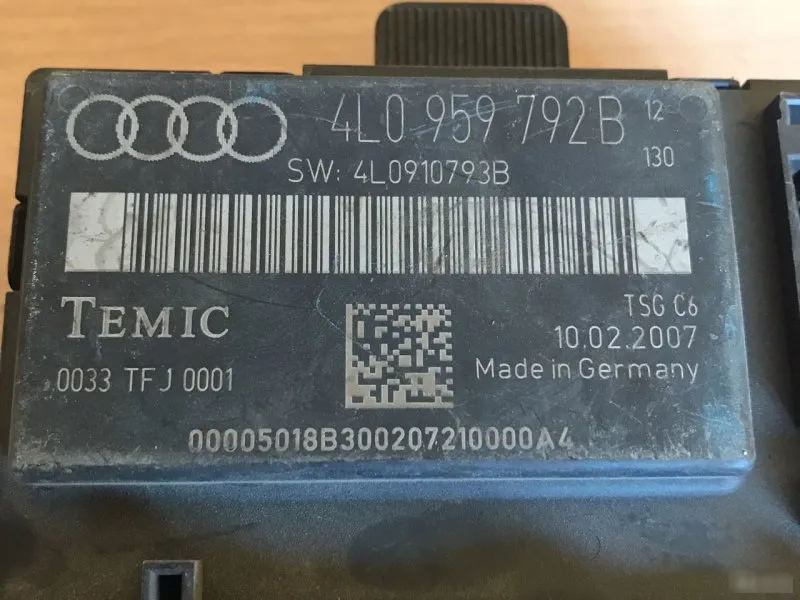 4L0 959 792B 12
SW: 4L0910793B 130
TEMIC
TSG C6
10.02.2007
0033 TFJ 0001
Made in Germany
00005018B300207210000A4